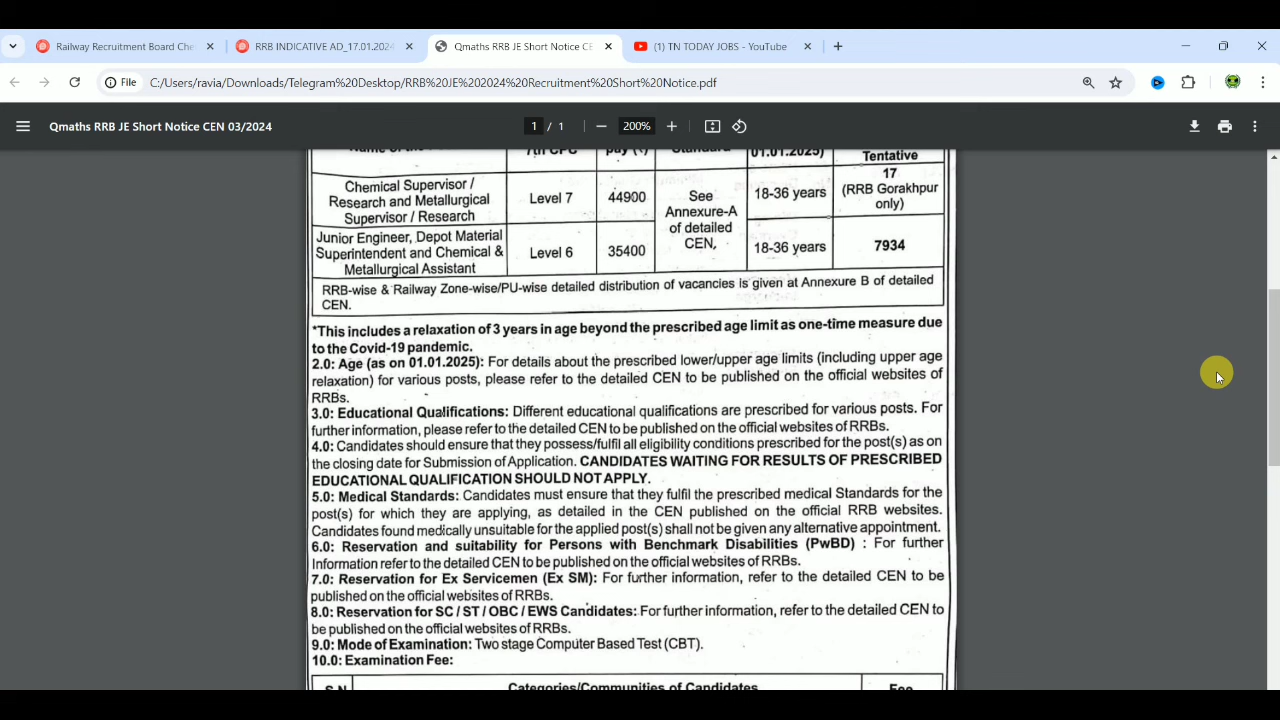 Railway Recruitment Board Che
RRB INDICATIVE AD_17.01.2024
Qmaths RRB JE Short Notice CE
(1) TN TODAY JOBS - YouTube
File
C:/Users/ravia/Downloads/Telegram%20Desktop/RRB%20JE%202024%20Recruitment%20Short%20Notice.pdf
Qmaths RRB JE Short Notice CEN 03/2024
1 / 1
200%
7th CPC
01.01.2025)
Tentative
Chemical Supervisor /
Research and Metallurgical
Supervisor / Research
Level 7
44900
See
Annexure-A
of detailed
CEN,
18-36 years
17
(RRB Gorakhpur
only)
Junior Engineer, Depot Material
Superintendent and Chemical &
Metallurgical Assistant
Level 6
35400
18-36 years
7934
RRB-wise & Railway Zone-wise/PU-wise detailed distribution of vacancies is given at Annexure B of detailed
CEN.
*This includes a relaxation of 3 years in age beyond the prescribed age limit as one-time measure due
to the Covid-19 pandemic.
2.0: Age (as on 01.01.2025): For details about the prescribed lower/upper age limits (including upper age
relaxation) for various posts, please refer to the detailed CEN to be published on the official websites of
RRBs.
3.0: Educational Qualifications: Different educational qualifications are prescribed for various posts. For
further information, please refer to the detailed CEN to be published on the official websites of RRBs.
4.0: Candidates should ensure that they possess/fulfil all eligibility conditions prescribed for the post(s) as on
the closing date for Submission of Application. CANDIDATES WAITING FOR RESULTS OF PRESCRIBED
EDUCATIONAL QUALIFICATION SHOULD NOT APPLY.
5.0: Medical Standards: Candidates must ensure that they fulfil the prescribed medical Standards for the
post(s) for which they are applying, as detailed in the CEN published on the official RRB websites.
Candidates found medically unsuitable for the applied post(s) shall not be given any alternative appointment.
6.0: Reservation and suitability for Persons with Benchmark Disabilities (PwBD) : For further
Information refer to the detailed CEN to be published on the official websites of RRBs.
7.0: Reservation for Ex Servicemen (Ex SM): For further information, refer to the detailed CEN to be
published on the official websites of RRBs.
8.0: Reservation for SC / ST / OBC / EWS Candidates: For further information, refer to the detailed CEN to
be published on the official websites of RRBs.
9.0: Mode of Examination: Two stage Computer Based Test (CBT).
10.0: Examination Fee:
Categories/Communities of Candidates
Fee